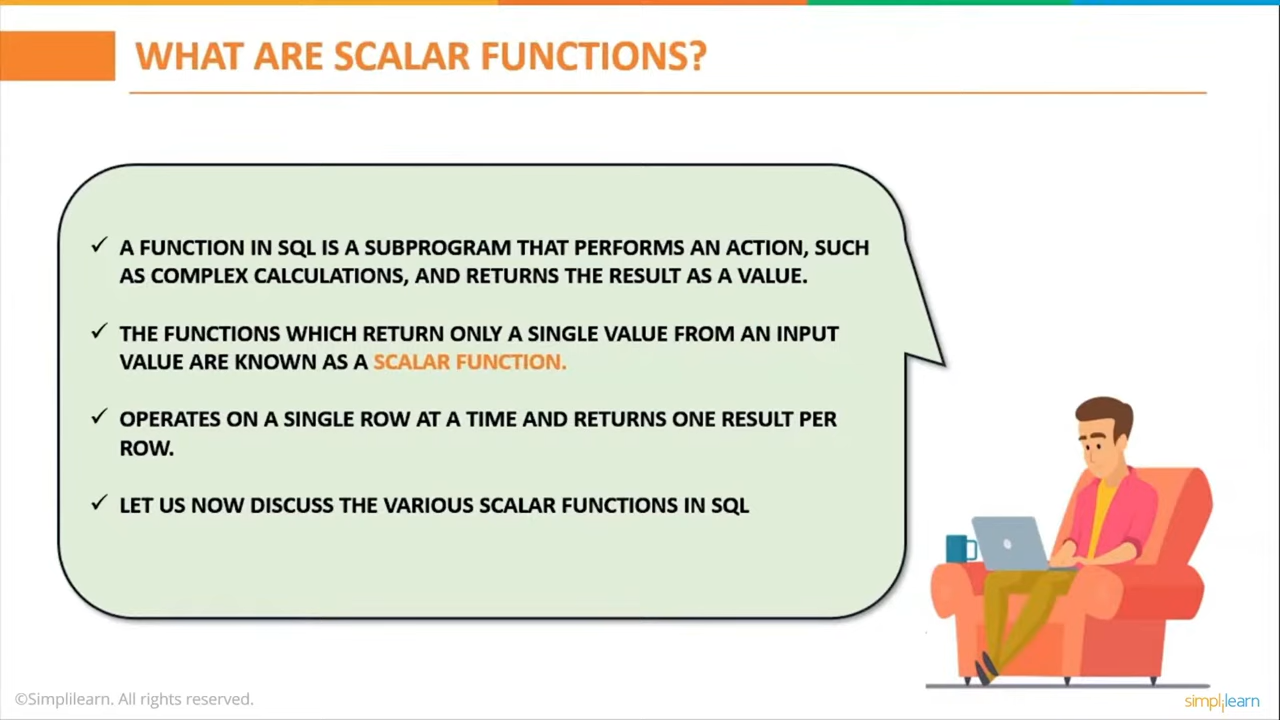 WHAT ARE SCALAR FUNCTIONS?
✓ A FUNCTION IN SQL IS A SUBPROGRAM THAT PERFORMS AN ACTION, SUCH
AS COMPLEX CALCULATIONS, AND RETURNS THE RESULT AS A VALUE.
✓ THE FUNCTIONS WHICH RETURN ONLY A SINGLE VALUE FROM AN INPUT
VALUE ARE KNOWN AS A SCALAR FUNCTION.
✓ OPERATES ON A SINGLE ROW AT A TIME AND RETURNS ONE RESULT PER
ROW.
✓ LET US NOW DISCUSS THE VARIOUS SCALAR FUNCTIONS IN SQL
©Simplilearn. All rights reserved.
simplilearn